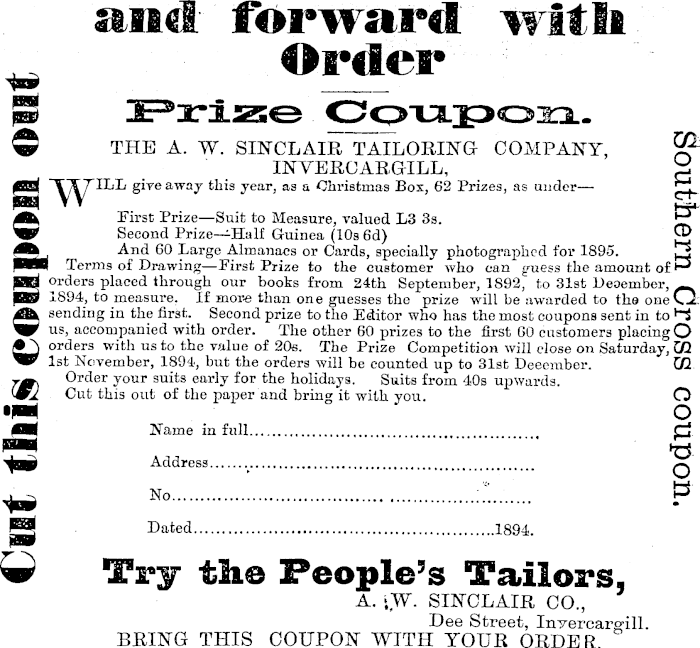 Cut this coupon out
and forward with
Order
Prize Coupon.
THE A. W. SINCLAIR TAILORING COMPANY,
INVERCARGILL,
WILL give away this year, as a Christmas Box, 62 Prizes, as under—
First Prize—Suit to Measure, valued L3 3s.
Second Prize—Half Guinea (10s 6d)
And 60 Large Almanacs or Cards, specially photographed for 1895.
Terms of Drawing—First Prize to the customer who can guess the amount of
orders placed through our books from 24th September, 1892, to 31st December,
1894, to measure. If more than one guesses the prize will be awarded to the one
sending in the first. Second prize to the Editor who has the most coupons sent in to
us, accompanied with order. The other 60 prizes to the first 60 customers placing
orders with us to the value of 20s. The Prize Competition will close on Saturday,
1st November, 1894, but the orders will be counted up to 31st December.
Order your suits early for the holidays. Suits from 40s upwards.
Cut this out of the paper and bring it with you.
Name in full..........................................
Address...............................................
No....................................................
Dated............................................1894.
Try the People's Tailors,
A. W. SINCLAIR CO.,
Dee Street, Invercargill.
BRING THIS COUPON WITH YOUR ORDER.
Southern Cross coupon.